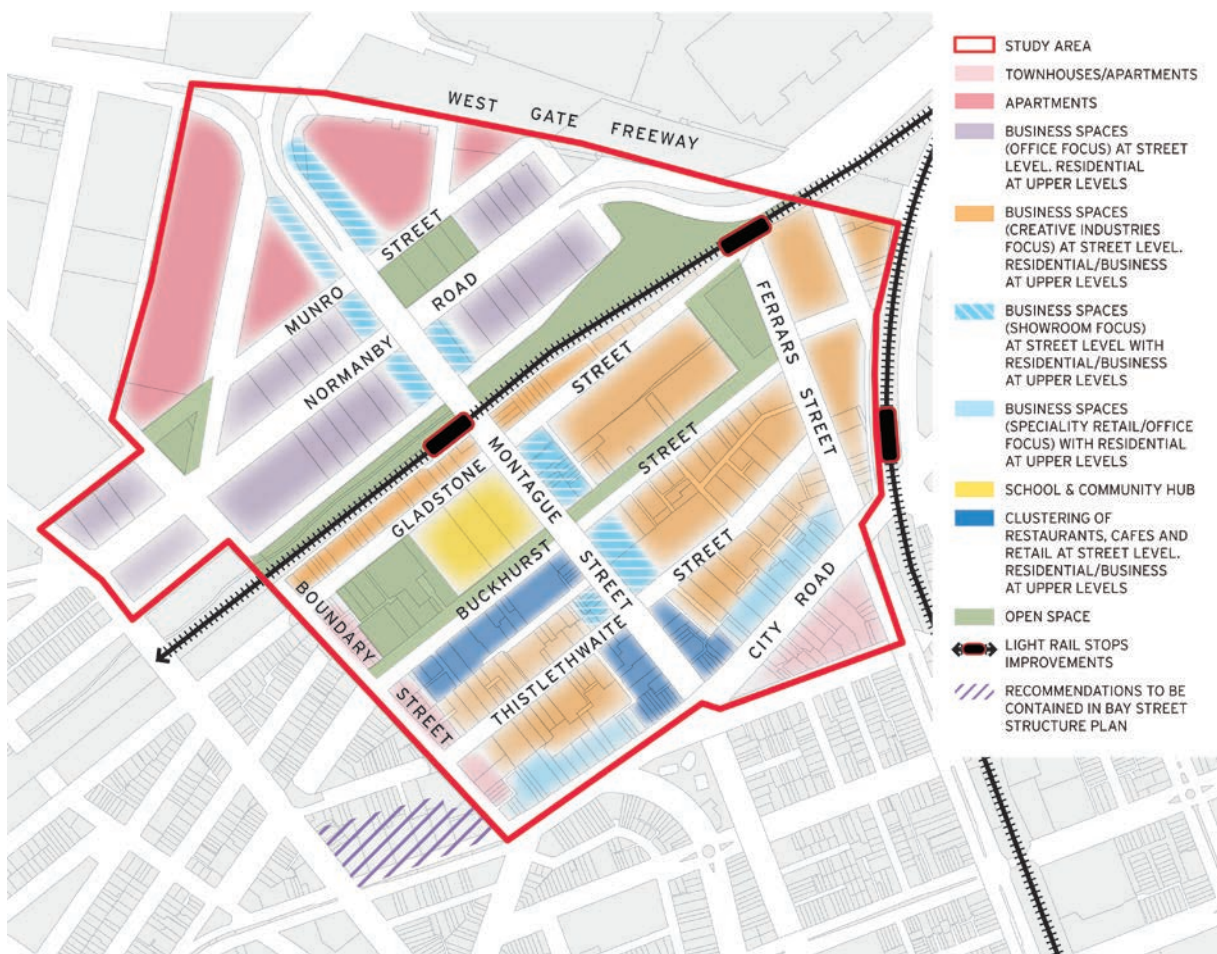 WEST GATE FREEWAY
MUNRO STREET
NORMANBY ROAD
FERRARS STREET
GLADSTONE STREET
MONTAGUE STREET
BUCKHURST STREET
BOUNDARY STREET
THISTLETHWAITE STREET
CITY ROAD
STUDY AREA
TOWNHOUSES/APARTMENTS
APARTMENTS
BUSINESS SPACES
(OFFICE FOCUS) AT STREET
LEVEL. RESIDENTIAL
AT UPPER LEVELS
BUSINESS SPACES
(CREATIVE INDUSTRIES
FOCUS) AT STREET LEVEL.
RESIDENTIAL/BUSINESS
AT UPPER LEVELS
BUSINESS SPACES
(SHOWROOM FOCUS)
AT STREET LEVEL WITH
RESIDENTIAL/BUSINESS
AT UPPER LEVELS
BUSINESS SPACES
(SPECIALITY RETAIL/OFFICE
FOCUS) WITH RESIDENTIAL
AT UPPER LEVELS
SCHOOL & COMMUNITY HUB
CLUSTERING OF
RESTAURANTS, CAFES AND
RETAIL AT STREET LEVEL.
RESIDENTIAL/BUSINESS
AT UPPER LEVELS
OPEN SPACE
LIGHT RAIL STOPS
IMPROVEMENTS
RECOMMENDATIONS TO BE
CONTAINED IN BAY STREET
STRUCTURE PLAN